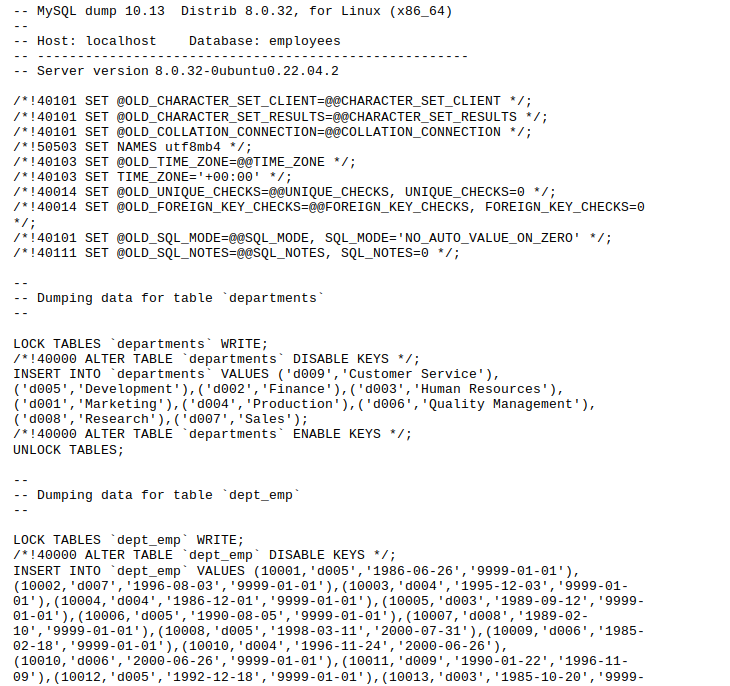 -- MySQL dump 10.13  Distrib 8.0.32, for Linux (x86_64)
--
-- Host: localhost    Database: employees
-- ------------------------------------------------------
-- Server version 8.0.32-0ubuntu0.22.04.2

/*!40101 SET @OLD_CHARACTER_SET_CLIENT=@@CHARACTER_SET_CLIENT */;
/*!40101 SET @OLD_CHARACTER_SET_RESULTS=@@CHARACTER_SET_RESULTS */;
/*!40101 SET @OLD_COLLATION_CONNECTION=@@COLLATION_CONNECTION */;
/*!50503 SET NAMES utf8mb4 */;
/*!40103 SET @OLD_TIME_ZONE=@@TIME_ZONE */;
/*!40103 SET TIME_ZONE='+00:00' */;
/*!40014 SET @OLD_UNIQUE_CHECKS=@@UNIQUE_CHECKS, UNIQUE_CHECKS=0 */;
/*!40014 SET @OLD_FOREIGN_KEY_CHECKS=@@FOREIGN_KEY_CHECKS, FOREIGN_KEY_CHECKS=0
*/;
/*!40101 SET @OLD_SQL_MODE=@@SQL_MODE, SQL_MODE='NO_AUTO_VALUE_ON_ZERO' */;
/*!40111 SET @OLD_SQL_NOTES=@@SQL_NOTES, SQL_NOTES=0 */;

--
-- Dumping data for table `departments`
--

LOCK TABLES `departments` WRITE;
/*!40000 ALTER TABLE `departments` DISABLE KEYS */;
INSERT INTO `departments` VALUES ('d009','Customer Service'),
('d005','Development'),('d002','Finance'),('d003','Human Resources'),
('d001','Marketing'),('d004','Production'),('d006','Quality Management'),
('d008','Research'),('d007','Sales');
/*!40000 ALTER TABLE `departments` ENABLE KEYS */;
UNLOCK TABLES;

--
-- Dumping data for table `dept_emp`
--

LOCK TABLES `dept_emp` WRITE;
/*!40000 ALTER TABLE `dept_emp` DISABLE KEYS */;
INSERT INTO `dept_emp` VALUES (10001,'d005','1986-06-26','9999-01-01'),
(10002,'d007','1996-08-03','9999-01-01'),(10003,'d004','1995-12-03','9999-01-
01'),(10004,'d004','1986-12-01','9999-01-01'),(10005,'d003','1989-09-12','9999-
01-01'),(10006,'d005','1990-08-05','9999-01-01'),(10007,'d008','1989-02-
10','9999-01-01'),(10008,'d005','1998-03-11','2000-07-31'),(10009,'d006','1985-
02-18','9999-01-01'),(10010,'d004','1996-11-24','2000-06-26'),
(10010,'d006','2000-06-26','9999-01-01'),(10011,'d009','1990-01-22','1996-11-
09'),(10012,'d005','1992-12-18','9999-01-01'),(10013,'d003','1985-10-20','9999-